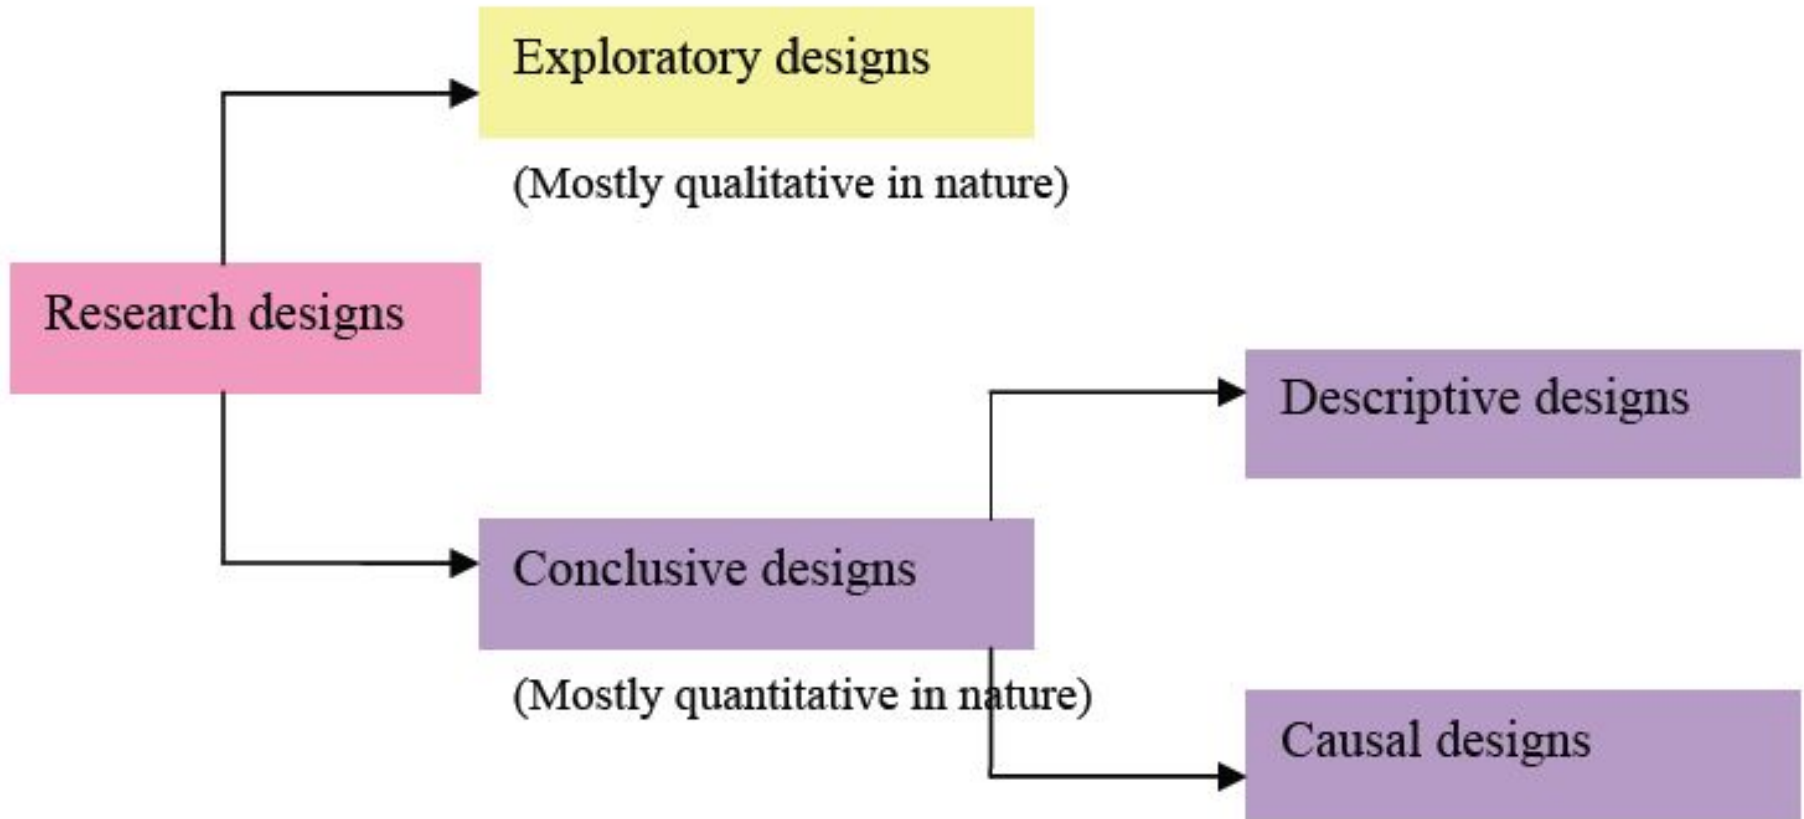 Exploratory designs
(Mostly qualitative in nature)
Research designs
Descriptive designs
Conclusive designs
(Mostly quantitative in nature)
Causal designs